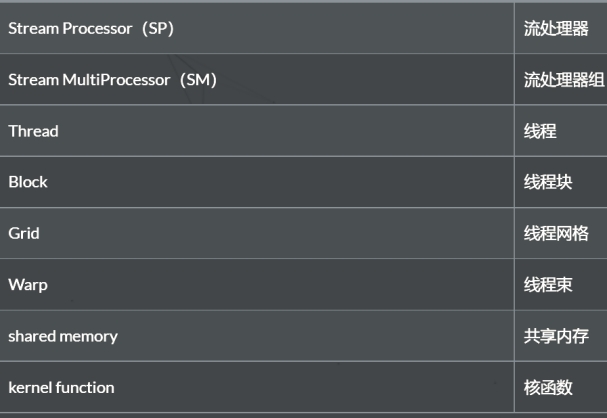 Stream Processor（SP） 流处理器
Stream MultiProcessor（SM） 流处理器组
Thread 线程
Block 线程块
Grid 线程网格
Warp 线程束
shared memory 共享内存
kernel function 核函数